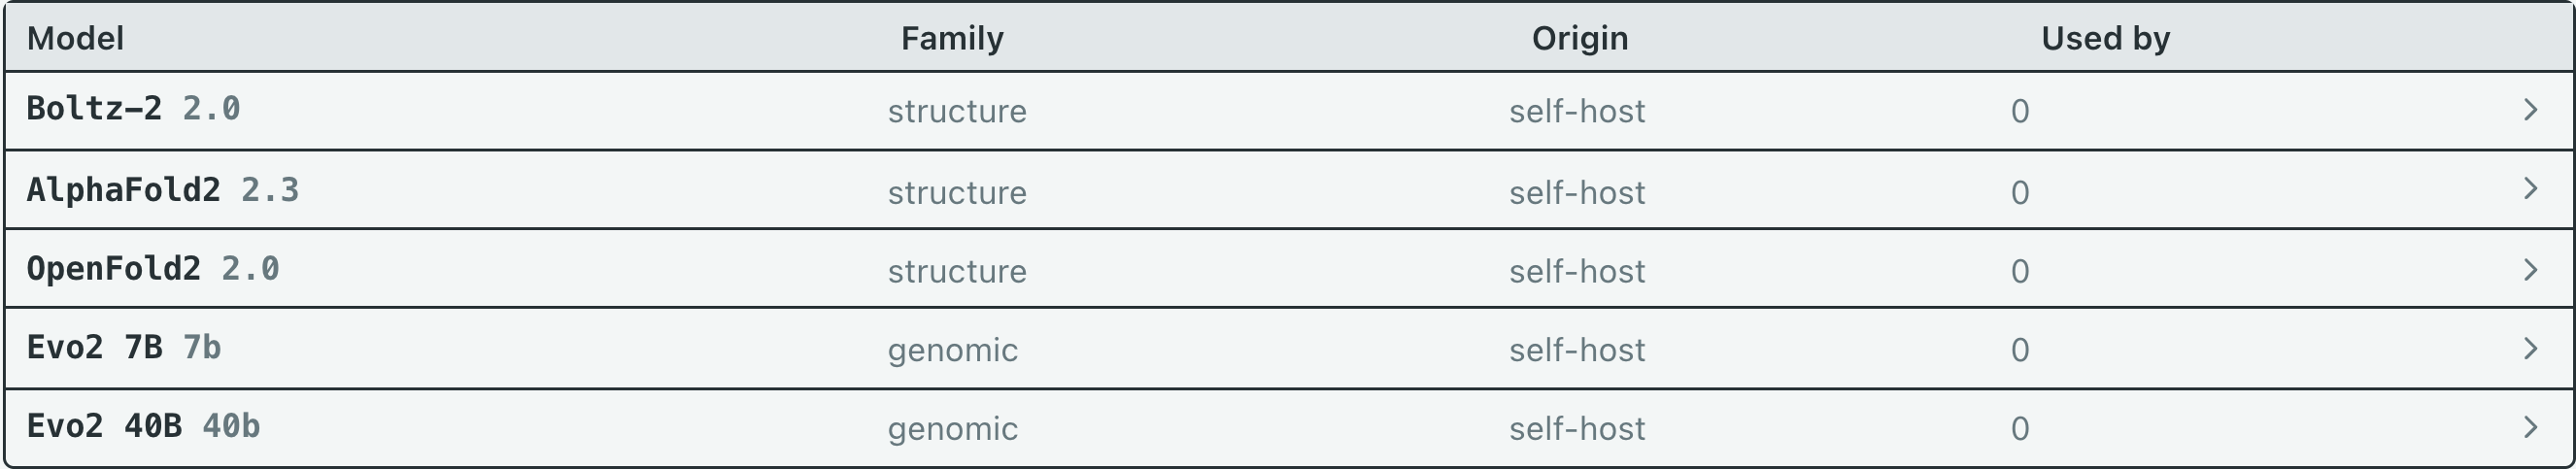 Model Family Origin Used by
Boltz-2 2.0 structure self-host 0
AlphaFold2 2.3 structure self-host 0
OpenFold2 2.0 structure self-host 0
Evo2 7B 7b genomic self-host 0
Evo2 40B 40b genomic self-host 0